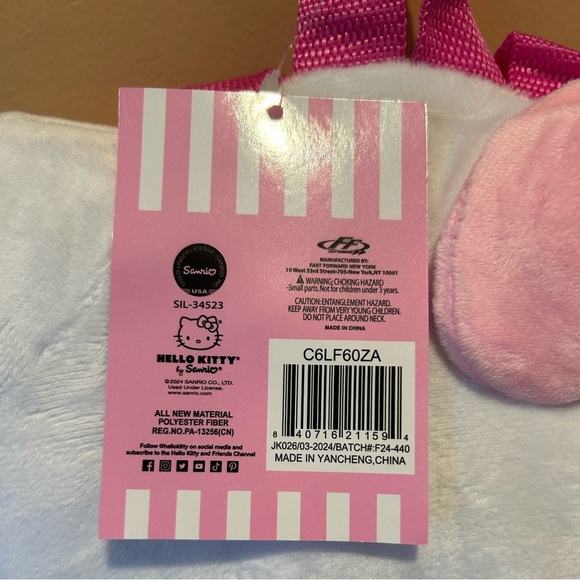 Sanrio
USA
SIL-34523
HELLO KITTY®
by Sanrio®
©2024 SANRIO CO., LTD.
Used Under License.
www.sanrio.com
ALL NEW MATERIAL
POLYESTER FIBER
REG.NO.PA-13256(CN)
Follow @hellokitty on social media and
subscribe to the Hello Kitty and Friends Channel
FF
MANUFACTURED BY:
FAST FORWARD NEW YORK
10 West 33rd Street-705-New York,NY 10001
WARNING: CHOKING HAZARD
-Small parts. Not for children under 3 years.
CAUTION: ENTANGLEMENT HAZARD.
KEEP AWAY FROM VERY YOUNG CHILDREN.
DO NOT PLACE AROUND NECK.
MADE IN CHINA
C6LF60ZA
8 40716 21159 4
JK026/03-2024/BATCH#:F24-440
MADE IN YANCHENG,CHINA